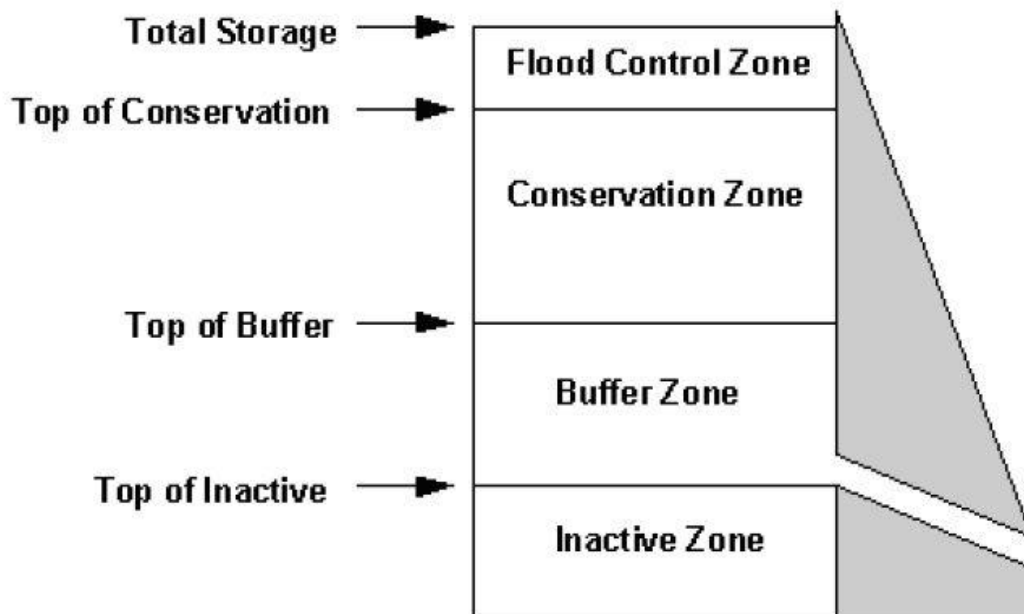 Total Storage
Flood Control Zone
Top of Conservation
Conservation Zone
Top of Buffer
Buffer Zone
Top of Inactive
Inactive Zone